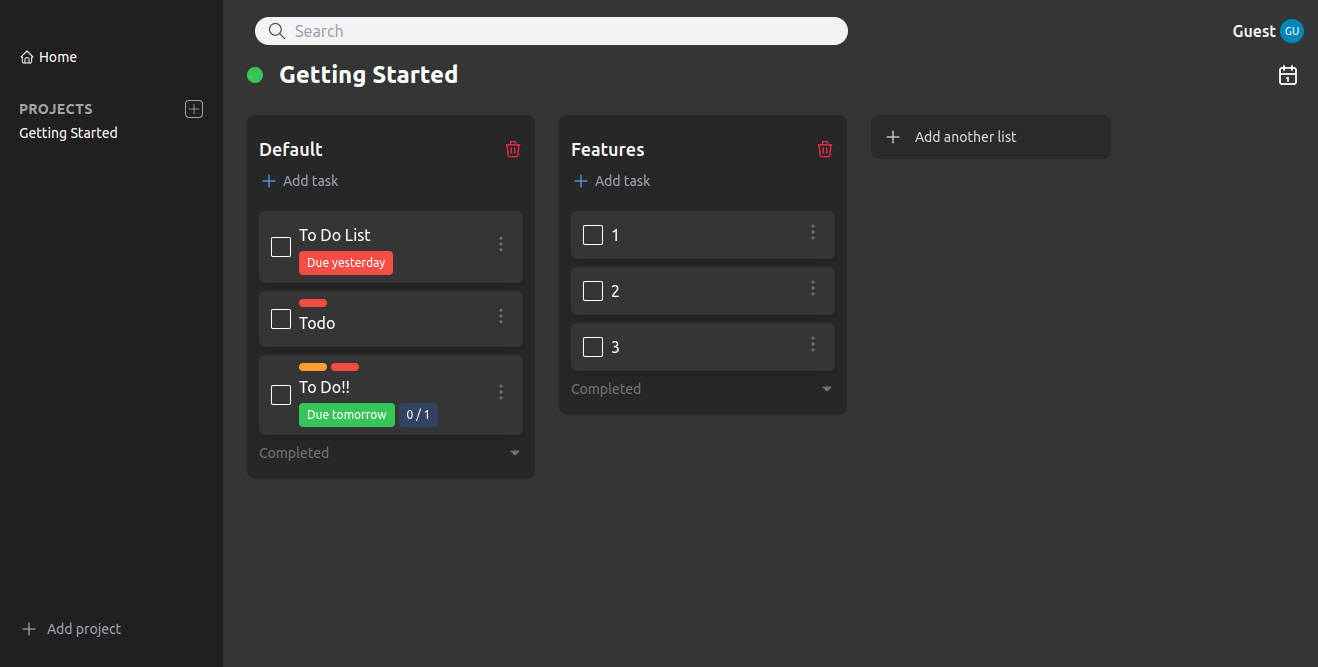 Home
PROJECTS
Getting Started
Add project
Search
Guest GU
Getting Started
1
Default
Add task
To Do List
Due yesterday
Todo
To Do!!
Due tomorrow 0 / 1
Completed
Features
Add task
1
2
3
Completed
Add another list